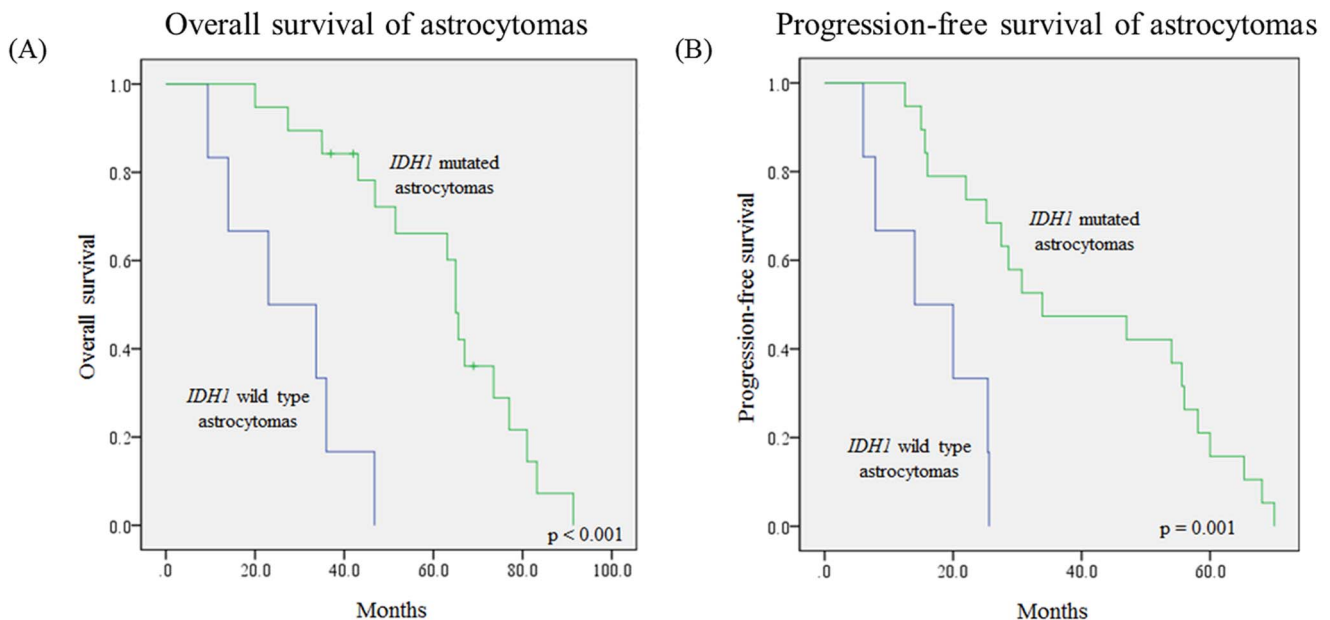 (A)
Overall survival of astrocytomas
Overall survival
1.0
0.8
0.6
0.4
0.2
0.0
IDH1 mutated
astrocytomas
IDH1 wild type
astrocytomas
p < 0.001
.0
20.0
40.0
60.0
80.0
100.0
Months
(B)
Progression-free survival of astrocytomas
Progression-free survival
1.0
0.8
0.6
0.4
0.2
0.0
IDH1 mutated
astrocytomas
IDH1 wild type
astrocytomas
p = 0.001
.0
20.0
40.0
60.0
Months